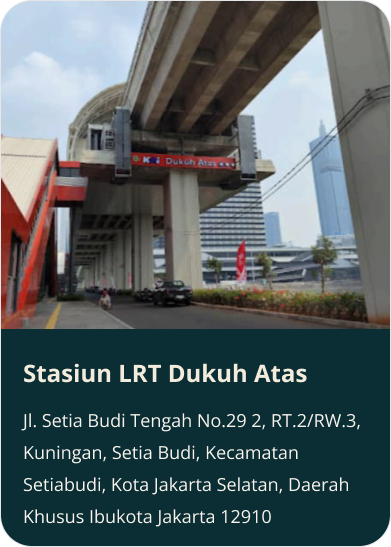 KAI Dukuh Atas
Stasiun LRT Dukuh Atas
Jl. Setia Budi Tengah No.29 2, RT.2/RW.3,
Kuningan, Setia Budi, Kecamatan
Setiabudi, Kota Jakarta Selatan, Daerah
Khusus Ibukota Jakarta 12910